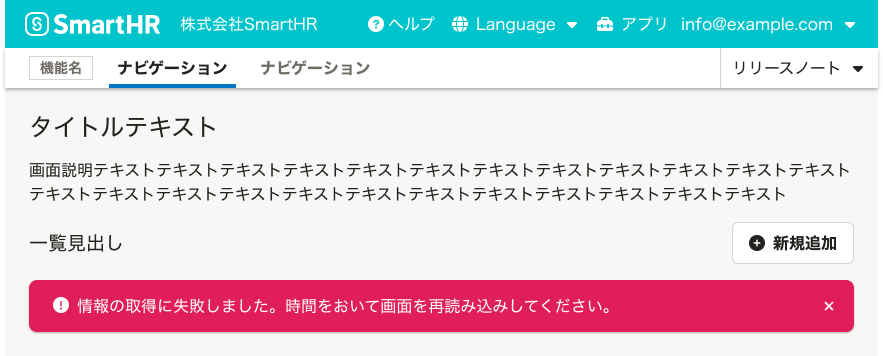 SmartHR 株式会社SmartHR ヘルプ Language アプリ info@example.com
機能名 ナビゲーション ナビゲーション リリースノート
タイトルテキスト
画面説明テキストテキストテキストテキストテキストテキストテキストテキストテキストテキストテキストテキスト
テキストテキストテキストテキストテキストテキストテキストテキストテキストテキストテキストテキスト
一覧見出し 新規追加
情報の取得に失敗しました。時間をおいて画面を再読み込みしてください。